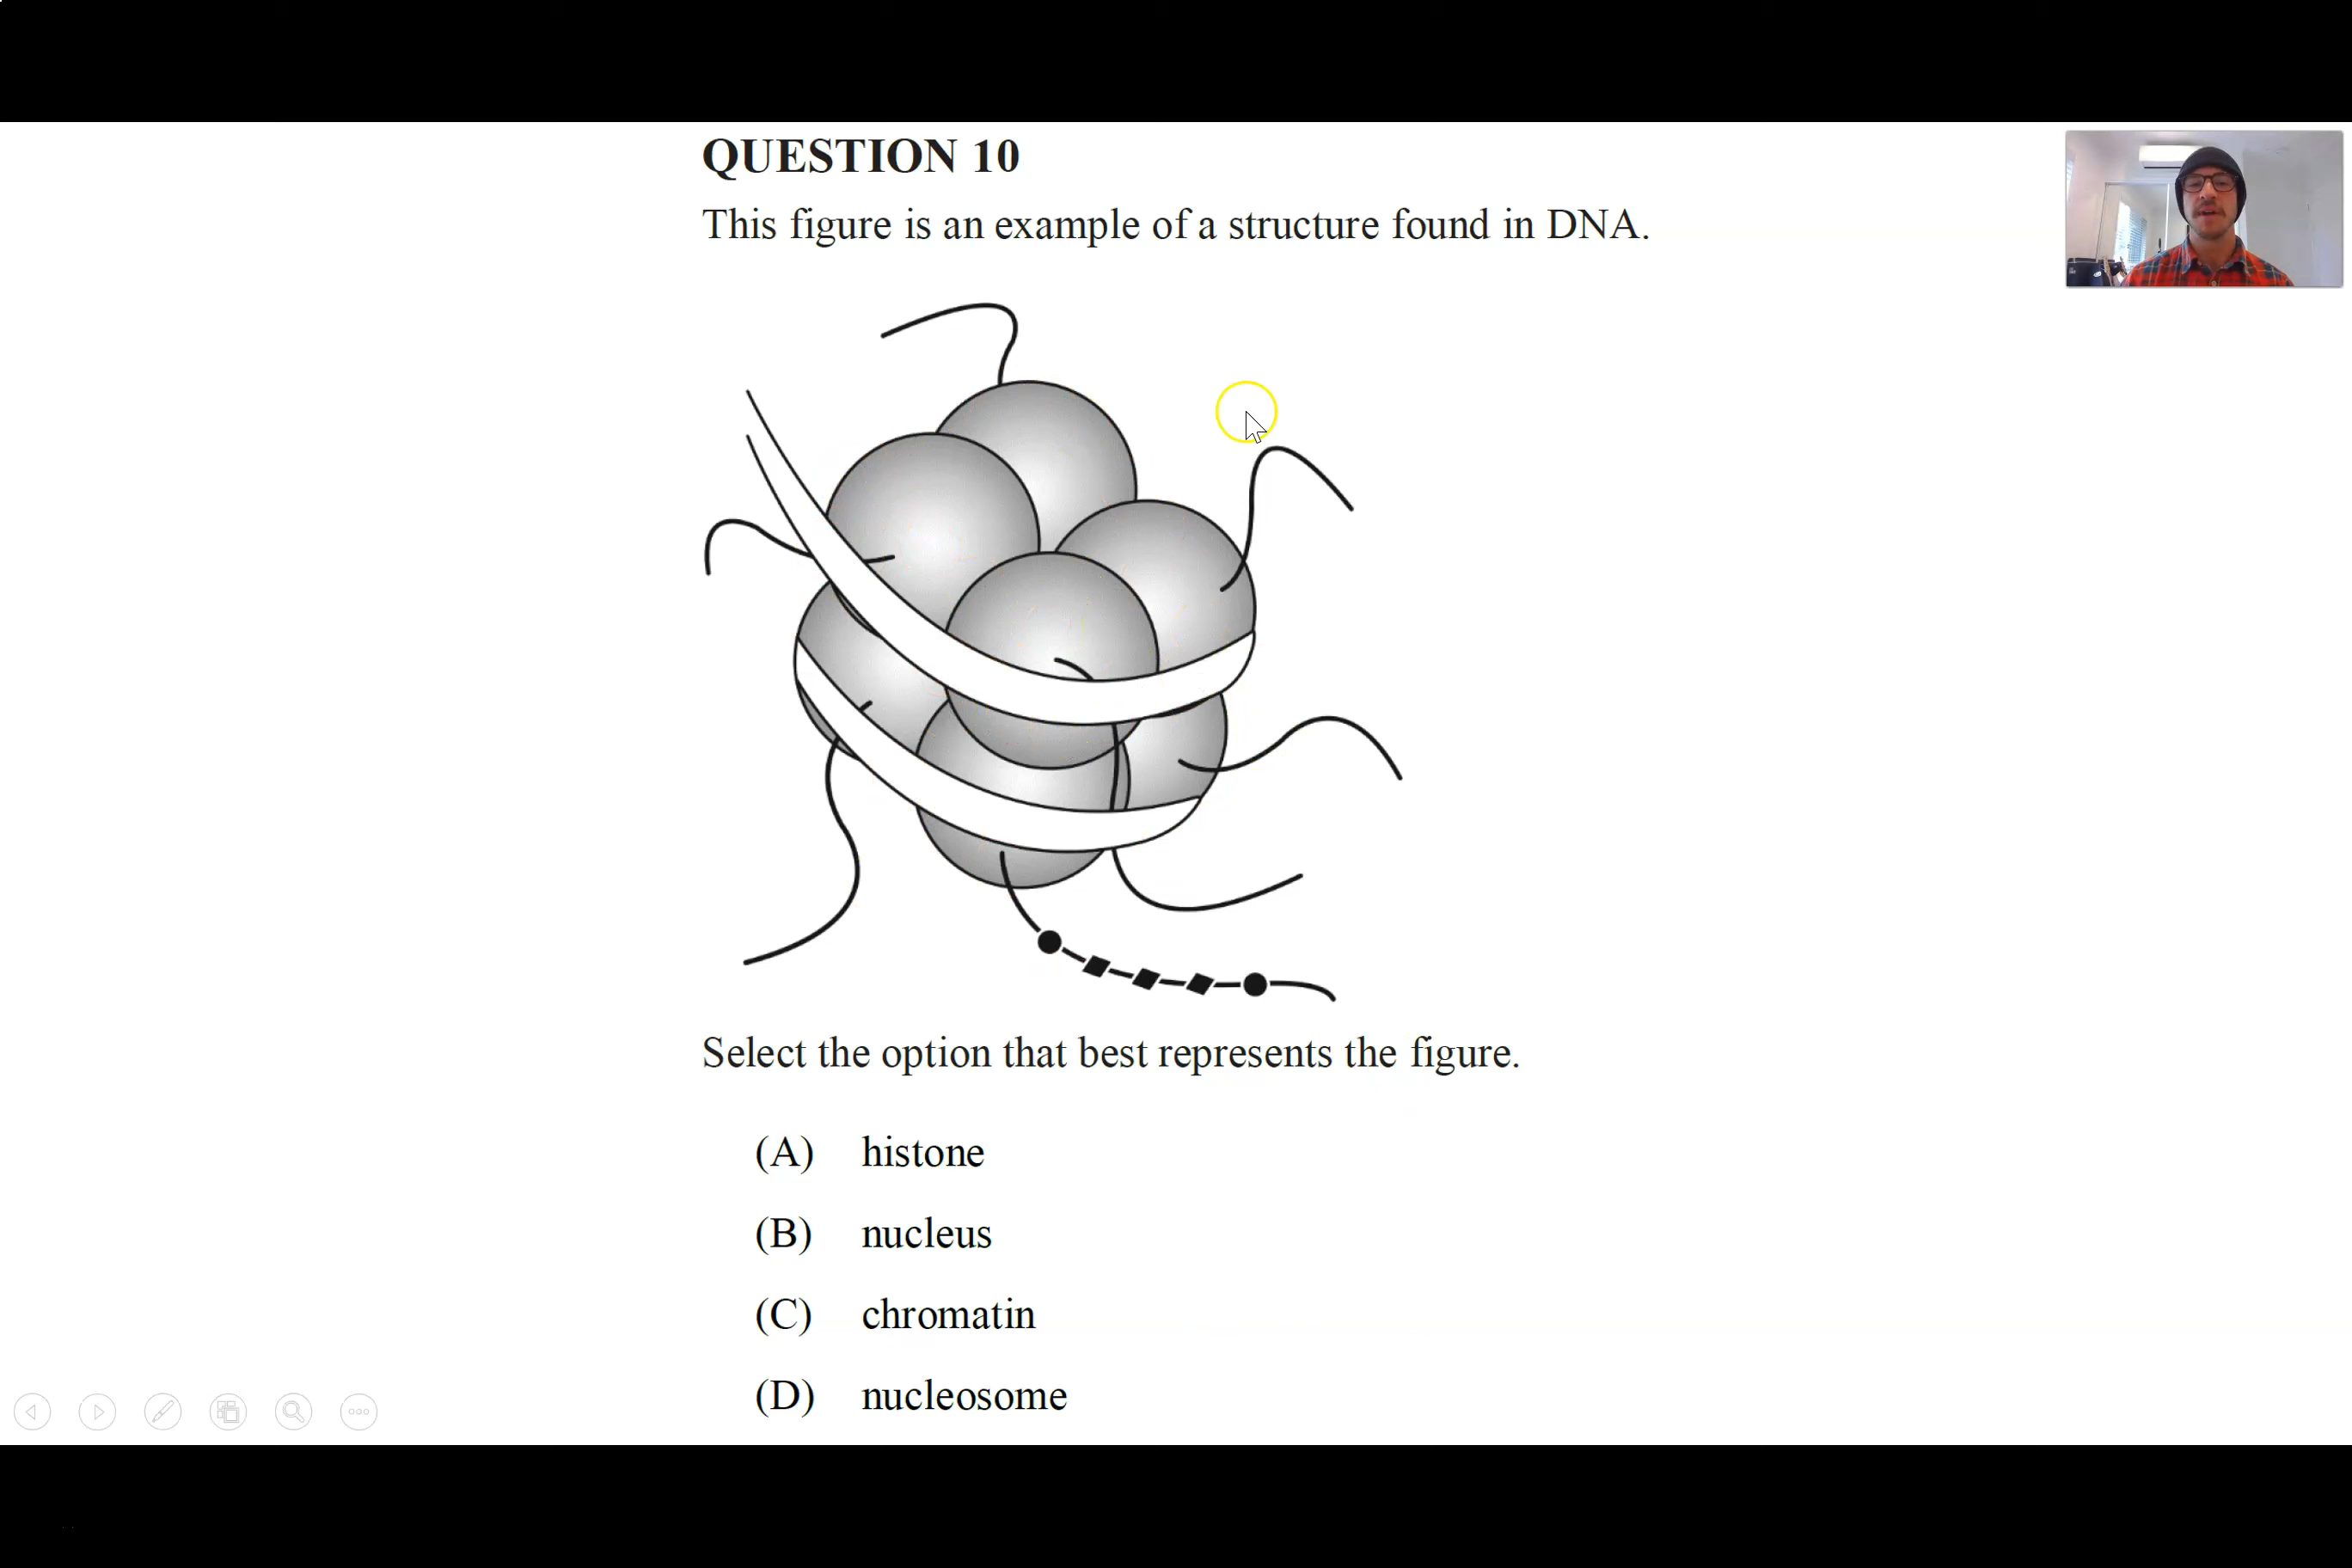 QUESTION 10
This figure is an example of a structure found in DNA.
Select the option that best represents the figure.
(A) histone
(B) nucleus
(C) chromatin
(D) nucleosome